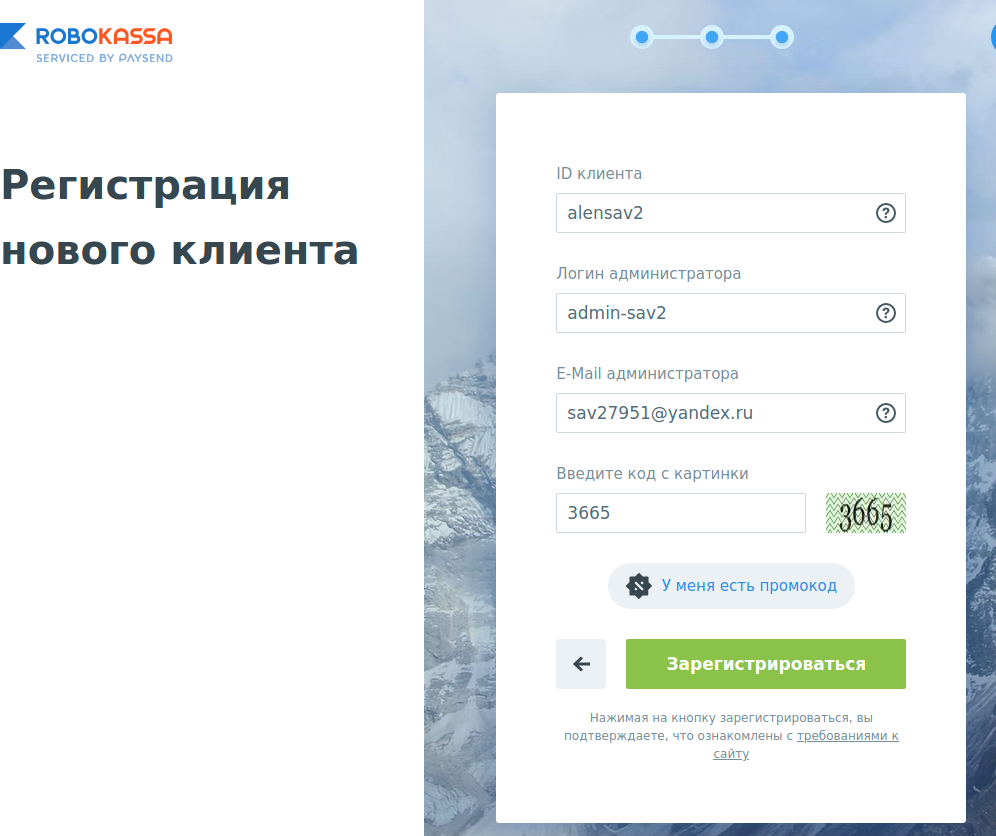 ROBOKASSA
SERVICED BY PAYSEND
Регистрация
нового клиента
ID клиента
alensav2
Логин администратора
admin-sav2
E-Mail администратора
sav27951@yandex.ru
Введите код с картинки
3665
3665
У меня есть промокод
Зарегистрироваться
Нажимая на кнопку зарегистрироваться, вы
подтверждаете, что ознакомлены с требованиями к
сайту